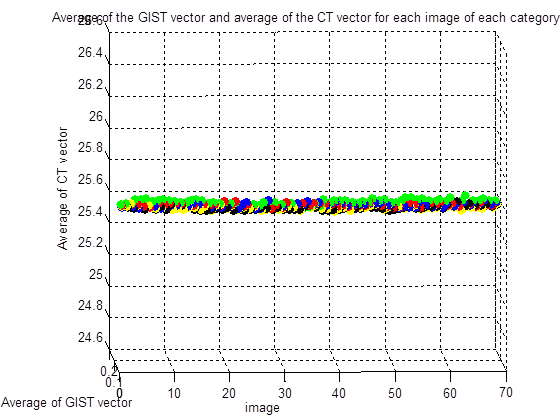 Average of the GIST vector and average of the CT vector for each image of each category
26.6
26.4
26.2
26
25.8
25.6
25.4
25.2
25
24.8
24.6
Average of CT vector
0.2
0.1
0
0 10 20 30 40 50 60 70
Average of GIST vector
image